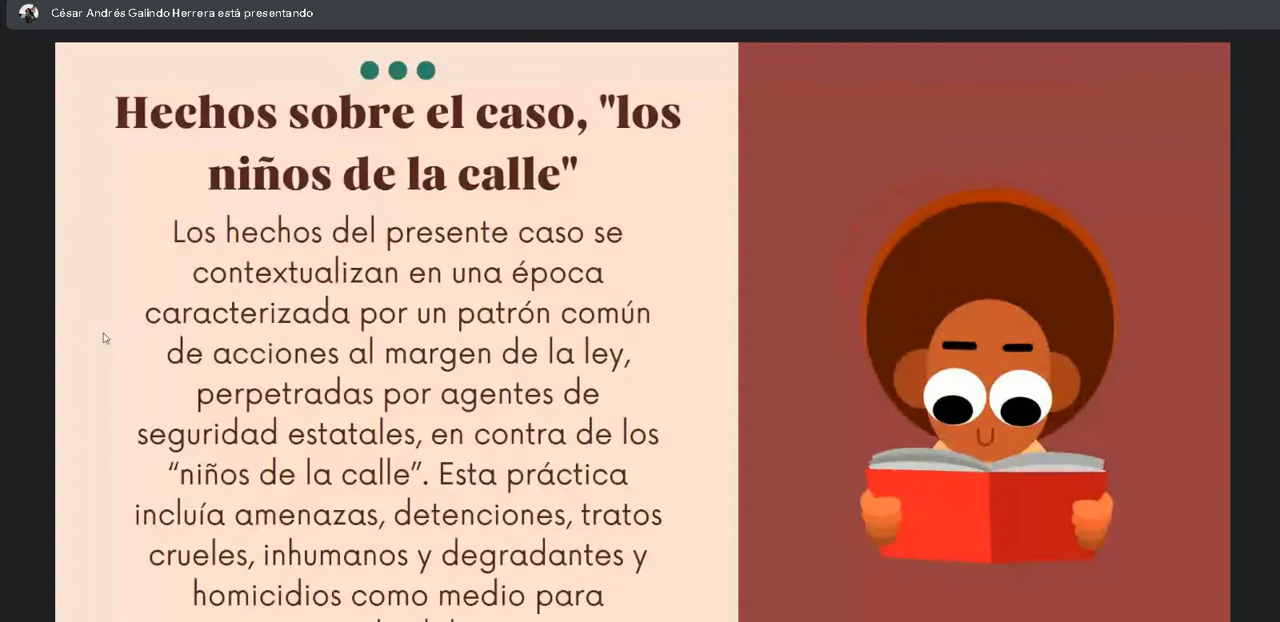 César Andrés Galindo Herrera está presentando
Hechos sobre el caso, "los
niños de la calle"
Los hechos del presente caso se
contextualizan en una época
caracterizada por un patrón común
de acciones al margen de la ley,
perpetradas por agentes de
seguridad estatales, en contra de los
“niños de la calle”. Esta práctica
incluía amenazas, detenciones, tratos
crueles, inhumanos y degradantes y
homicidios como medio para